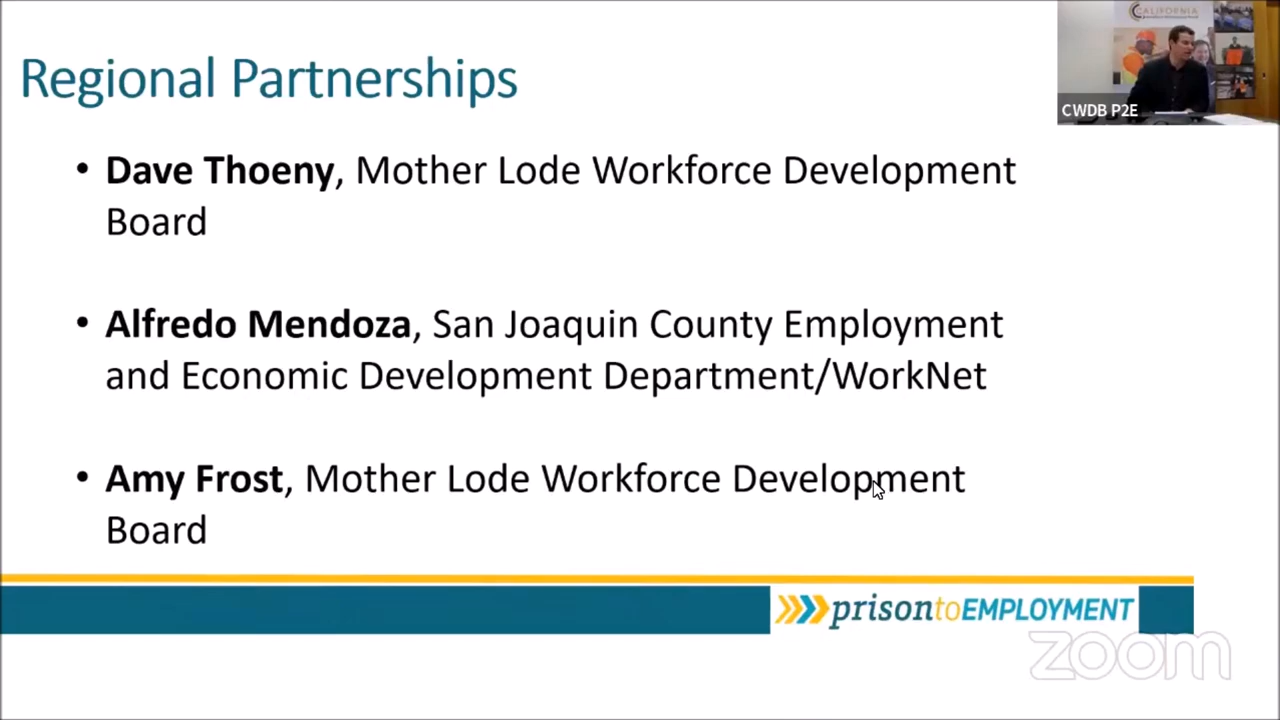 Regional Partnerships
CALIFORNIA
CWDB P2E
• Dave Thoeny, Mother Lode Workforce Development
Board
• Alfredo Mendoza, San Joaquin County Employment
and Economic Development Department/WorkNet
• Amy Frost, Mother Lode Workforce Development
Board
prisontoEMPLOYMENT
zoom